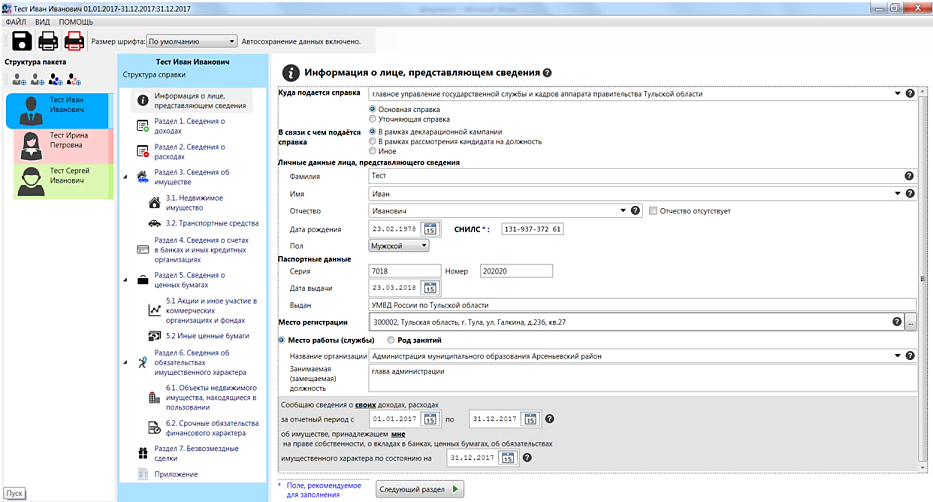 Тест Иван Иванович 01.01.2017-31.12.2017:31.12.2017
ФАЙЛ ВИД ПОМОЩЬ
Размер шрифта: По умолчанию Автосохранение данных включено.
Структура пакета
Тест Иван
Иванович
Тест Ирина
Петровна
Тест Сергей
Иванович
Тест Иван Иванович
Структура справки
Информация о лице,
представляющем сведения
Раздел 1. Сведения о
доходах
Раздел 2. Сведения о
расходах
Раздел 3. Сведения об
имуществе
3.1. Недвижимое
имущество
3.2. Транспортные средства
Раздел 4. Сведения о счетах
в банках и иных кредитных
организациях
Раздел 5. Сведения о
ценных бумагах
5.1 Акции и иное участие в
коммерческих
организациях и фондах
5.2 Иные ценные бумаги
Раздел 6. Сведения об
обязательствах
имущественного характера
6.1. Объекты недвижимого
имущества, находящиеся в
пользовании
6.2. Срочные обязательства
финансового характера
Раздел 7. Безвозмездные
сделки
Приложение
Информация о лице, представляющем сведения
Куда подается справка главное управление государственной службы и кадров аппарата правительства Тульской области
Основная справка
Уточняющая справка
В связи с чем подаётся
справка
В рамках декларационной кампании
В рамках рассмотрения кандидата на должность
Иное
Личные данные лица, представляющего сведения
Фамилия Тест
Имя Иван
Отчество Иванович Отчество отсутствует
Дата рождения 23.02.1978 15 СНИЛС * : 131-937-372 61
Пол Мужской
Паспортные данные
Серия 7018 Номер 202020
Дата выдачи 23.03.2018 15
Выдан УМВД России по Тульской области
Место регистрации 300002, Тульская область, г. Тула, ул. Галкина, д.236, кв.27 ...
Место работы (службы) Род занятий
Название организации Администрация муниципального образования Арсеньевский район
Занимаемая
(замещаемая)
должность
глава администрации
Сообщаю сведения о своих доходах, расходах
за отчетный период с 01.01.2017 15 по 31.12.2017 15
об имуществе, принадлежащем мне
на праве собственности, о вкладах в банках, ценных бумагах, об обязательствах
имущественного характера по состоянию на 31.12.2017 15
* Поле, рекомендуемое
для заполнения
Следующий раздел
Пуск